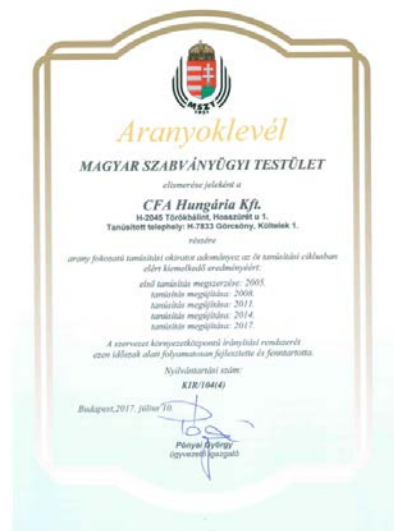 MSZT
1921
Aranyoklevél
MAGYAR SZABVÁNYÜGYI TESTÜLET
elismerése jeleként a
CFA Hungária Kft.
H-2045 Törökbálint, Hosszúrét u 1.
Tanúsított telephely: H-7833 Görcsöny, Költelek 1.
részére
arany fokozatú tanúsítási okiratot adományoz az öt tanúsítási ciklusban
elért kiemelkedő eredményéért:
első tanúsítás megszerzése: 2005.
tanúsítás megújítása: 2008.
tanúsítás megújítása: 2011.
tanúsítás megújítása: 2014.
tanúsítás megújítása: 2017.
A szervezet környezetközpontú irányítási rendszerét
ezen időszak alatt folyamatosan fejlesztette és fenntartotta.
Nyilvántartási szám:
KIR/104(4)
Budapest,2017. július 10.
Pónyai György
ügyvezető igazgató